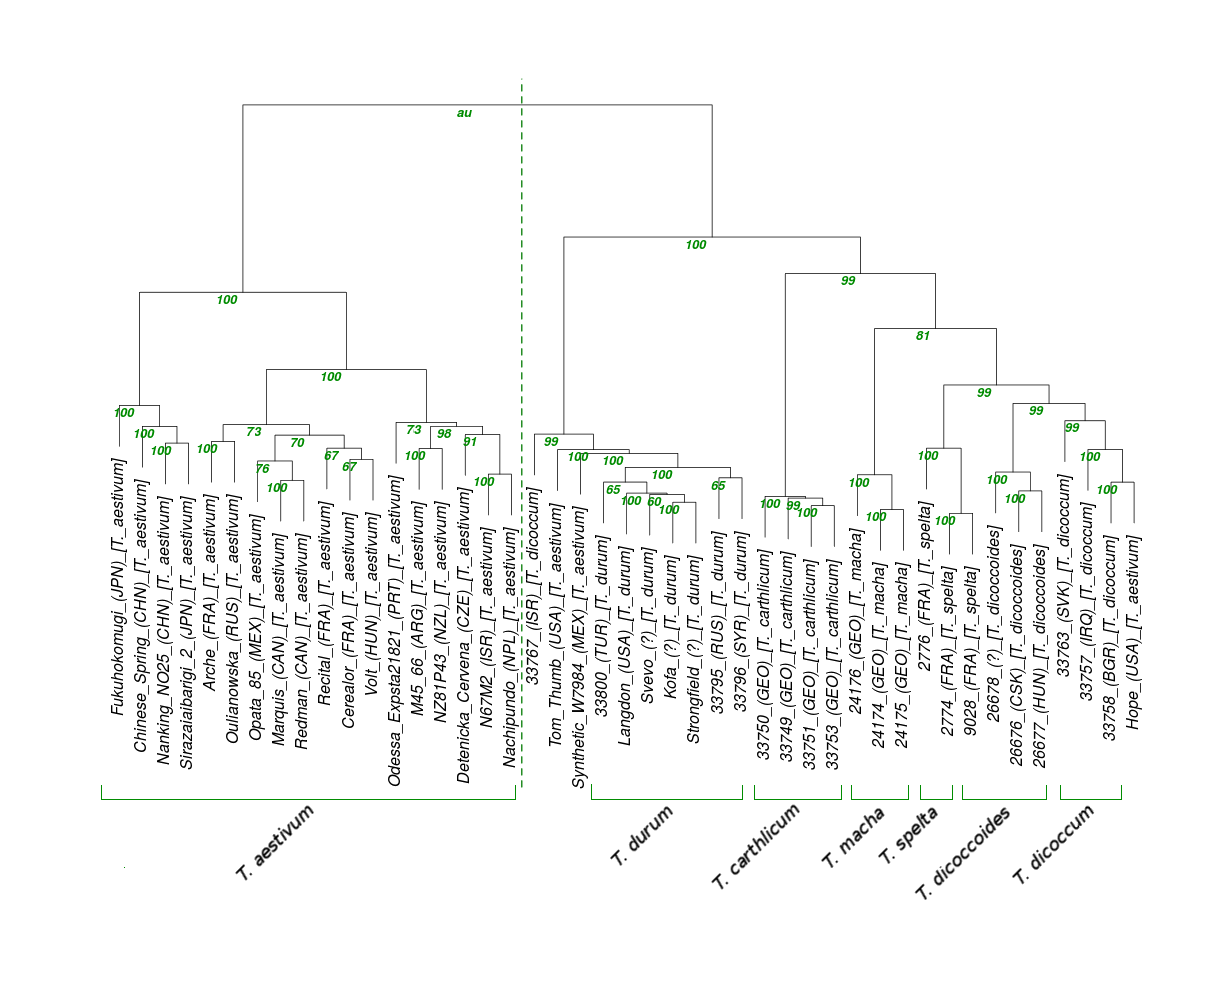 au
100
100
99
100
81
99
99
100
100
73
70
100
76
100
67
67
73
98
100
91
100
99
100
100
100
65
100
60
100
65
100
99
100
100
100
100
100
100
100
99
100
100
Fukuhokomugi_(JPN)_[T._aestivum]
Chinese_Spring_(CHN)_[T._aestivum]
Nanking_NO25_(CHN)_[T._aestivum]
Sirazaiaibarigi_2_(JPN)_[T._aestivum]
Arche_(FRA)_[T._aestivum]
Oulianowska_(RUS)_[T._aestivum]
Opata_85_(MEX)_[T._aestivum]
Marquis_(CAN)_[T._aestivum]
Redman_(CAN)_[T._aestivum]
Recital_(FRA)_[T._aestivum]
Cerealor_(FRA)_[T._aestivum]
Volt_(HUN)_[T._aestivum]
Odessa_Expsta21821_(PRT)_[T._aestivum]
M45_66_(ARG)_[T._aestivum]
NZ81P43_(NZL)_[T._aestivum]
Detenicka_Cervena_(CZE)_[T._aestivum]
N67M2_(ISR)_[T._aestivum]
Nachipundo_(NPL)_[T._aestivum]
33767_(ISR)_[T._dicoccum]
Tom_Thumb_(USA)_[T._aestivum]
Synthetic_W7984_(MEX)_[T._aestivum]
33800_(TUR)_[T._durum]
Langdon_(USA)_[T._durum]
Svevo_(?)_[T._durum]
Kofa_(?)_[T._durum]
Strongfield_(?)_[T._durum]
33795_(RUS)_[T._durum]
33796_(SYR)_[T._durum]
33750_(GEO)_[T._carthlicum]
33749_(GEO)_[T._carthlicum]
33751_(GEO)_[T._carthlicum]
33753_(GEO)_[T._carthlicum]
24176_(GEO)_[T._macha]
24174_(GEO)_[T._macha]
24175_(GEO)_[T._macha]
2776_(FRA)_[T._spelta]
2774_(FRA)_[T._spelta]
9028_(FRA)_[T._spelta]
26678_(?)_[T._dicoccoides]
26676_(CSK)_[T._dicoccoides]
26677_(HUN)_[T._dicoccoides]
33763_(SVK)_[T._dicoccum]
33757_(IRQ)_[T._dicoccum]
33758_(BGR)_[T._dicoccum]
Hope_(USA)_[T._aestivum]
T. aestivum
T. durum
T. carthlicum
T. macha
T. spelta
T. dicoccoides
T. dicoccum